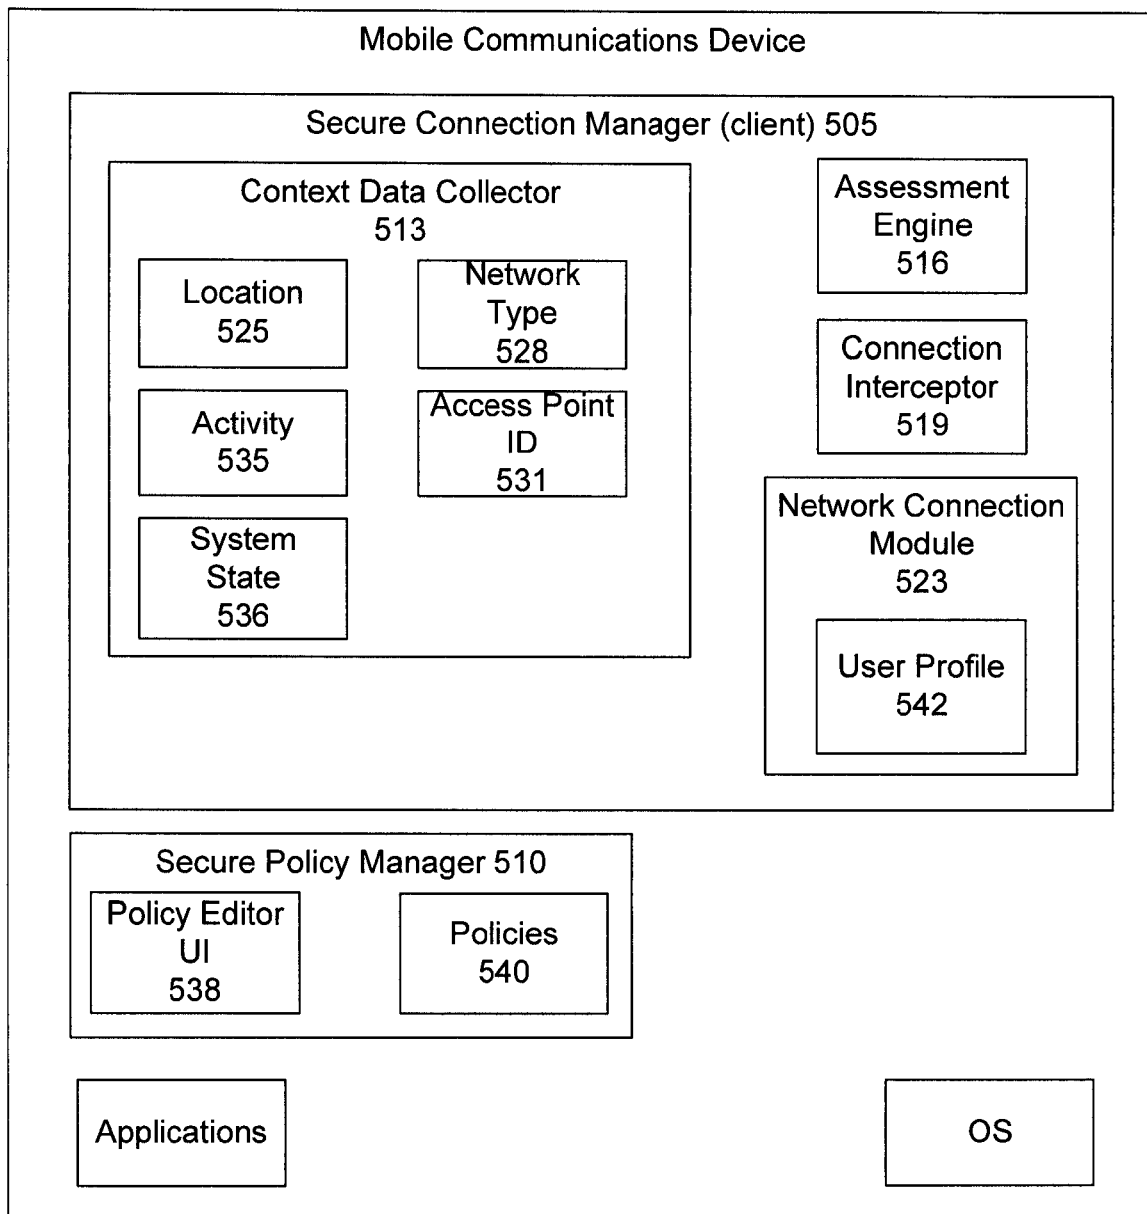 Mobile Communications Device
Secure Connection Manager (client) 505
Context Data Collector
513
Location
525
Network
Type
528
Activity
535
Access Point
ID
531
System
State
536
Assessment
Engine
516
Connection
Interceptor
519
Network Connection
Module
523
User Profile
542
Secure Policy Manager 510
Policy Editor
UI
538
Policies
540
Applications
OS